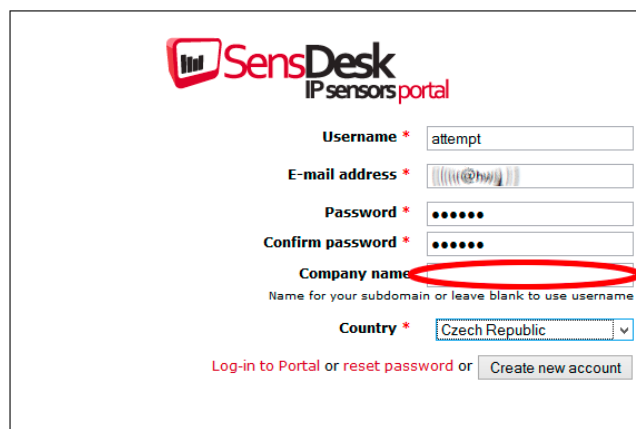 SensDesk
IP sensors portal
Username * attempt
E-mail address * @hw
Password * ••••••
Confirm password * ••••••
Company name
Name for your subdomain or leave blank to use username
Country * Czech Republic
Log-in to Portal or reset password or Create new account